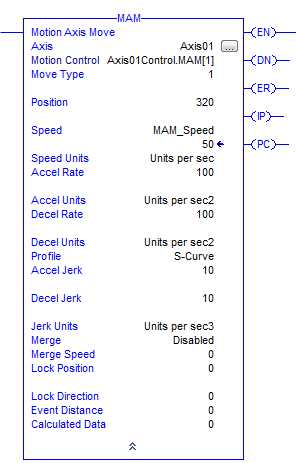 MAM
Motion Axis Move
Axis Axis01 ...
Motion Control Axis01Control.MAM[1]
Move Type 1
Position 320
Speed MAM_Speed
50
Speed Units Units per sec
Accel Rate 100
Accel Units Units per sec2
Decel Rate 100
Decel Units Units per sec2
Profile S-Curve
Accel Jerk 10
Decel Jerk 10
Jerk Units Units per sec3
Merge Disabled
Merge Speed 0
Lock Position 0
Lock Direction 0
Event Distance 0
Calculated Data 0
EN
DN
ER
IP
PC